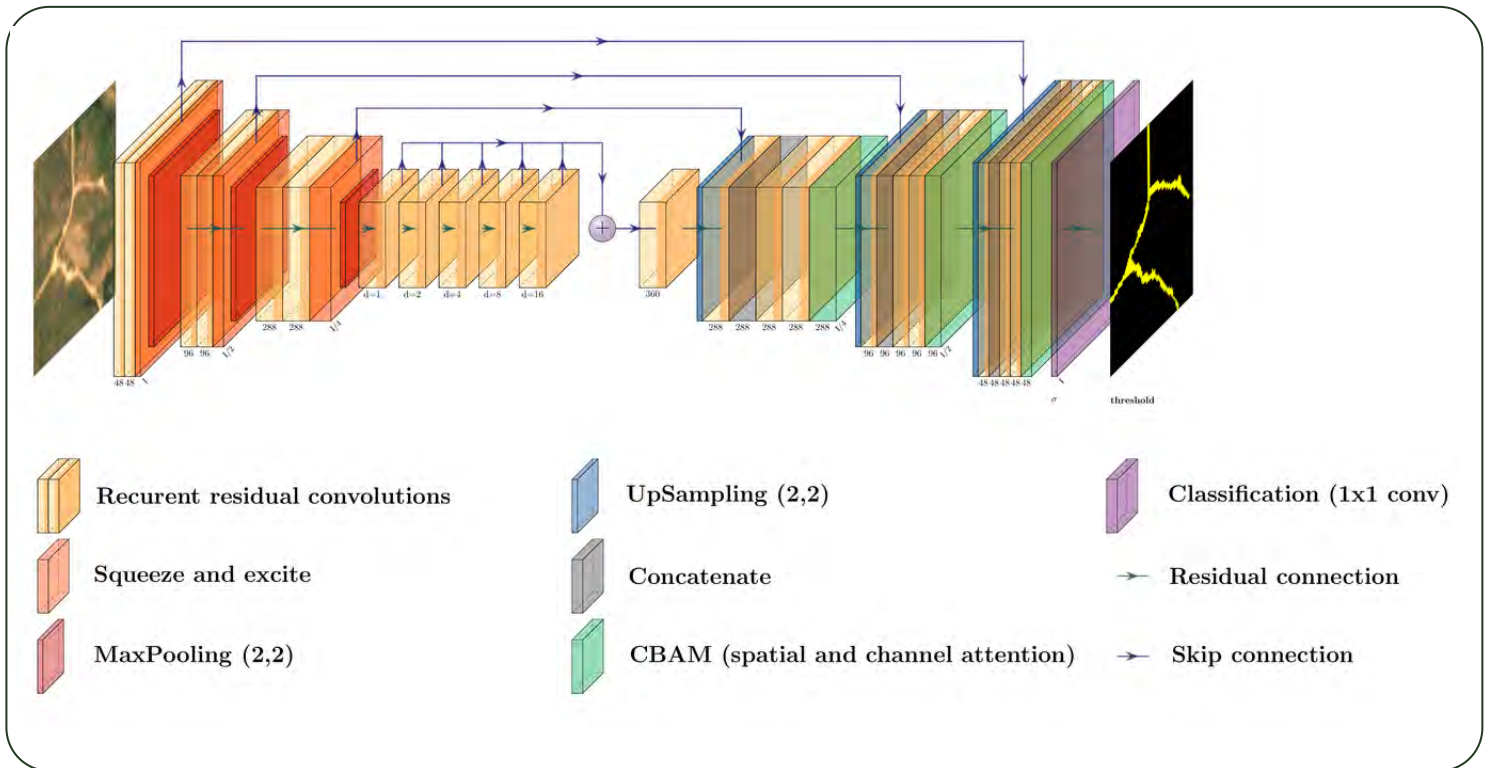 48 48 1
96 96 1/2
288 288 1/4
d=1 d=2 d=4 d=8 d=16
+
360
288 288 288 288 288 1/4
96 96 96 96 96 1/2
48 48 48 48 48
1
σ
threshold
Recurent residual convolutions
Squeeze and excite
MaxPooling (2,2)
UpSampling (2,2)
Concatenate
CBAM (spatial and channel attention)
Classification (1x1 conv)
Residual connection
Skip connection